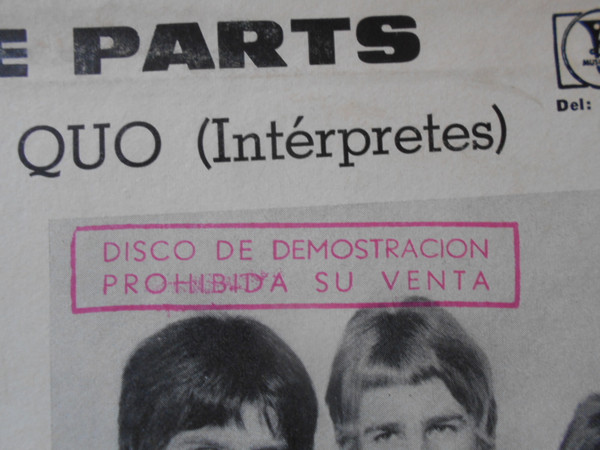 E PARTS
QUO (Intérpretes)
Del:
DISCO DE DEMOSTRACION
PROHIBIDA SU VENTA